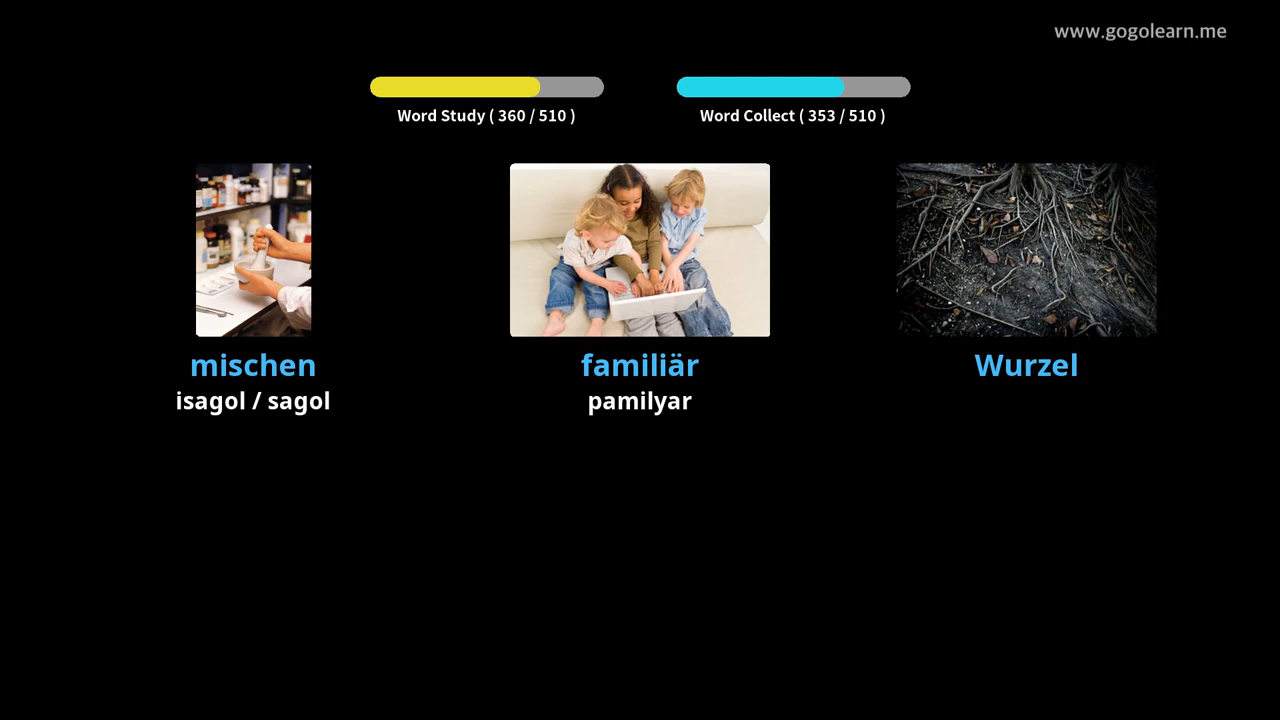 www.gogolearn.me
Word Study ( 360 / 510 )
Word Collect ( 353 / 510 )
mischen
isagol / sagol
familiär
pamilyar
Wurzel